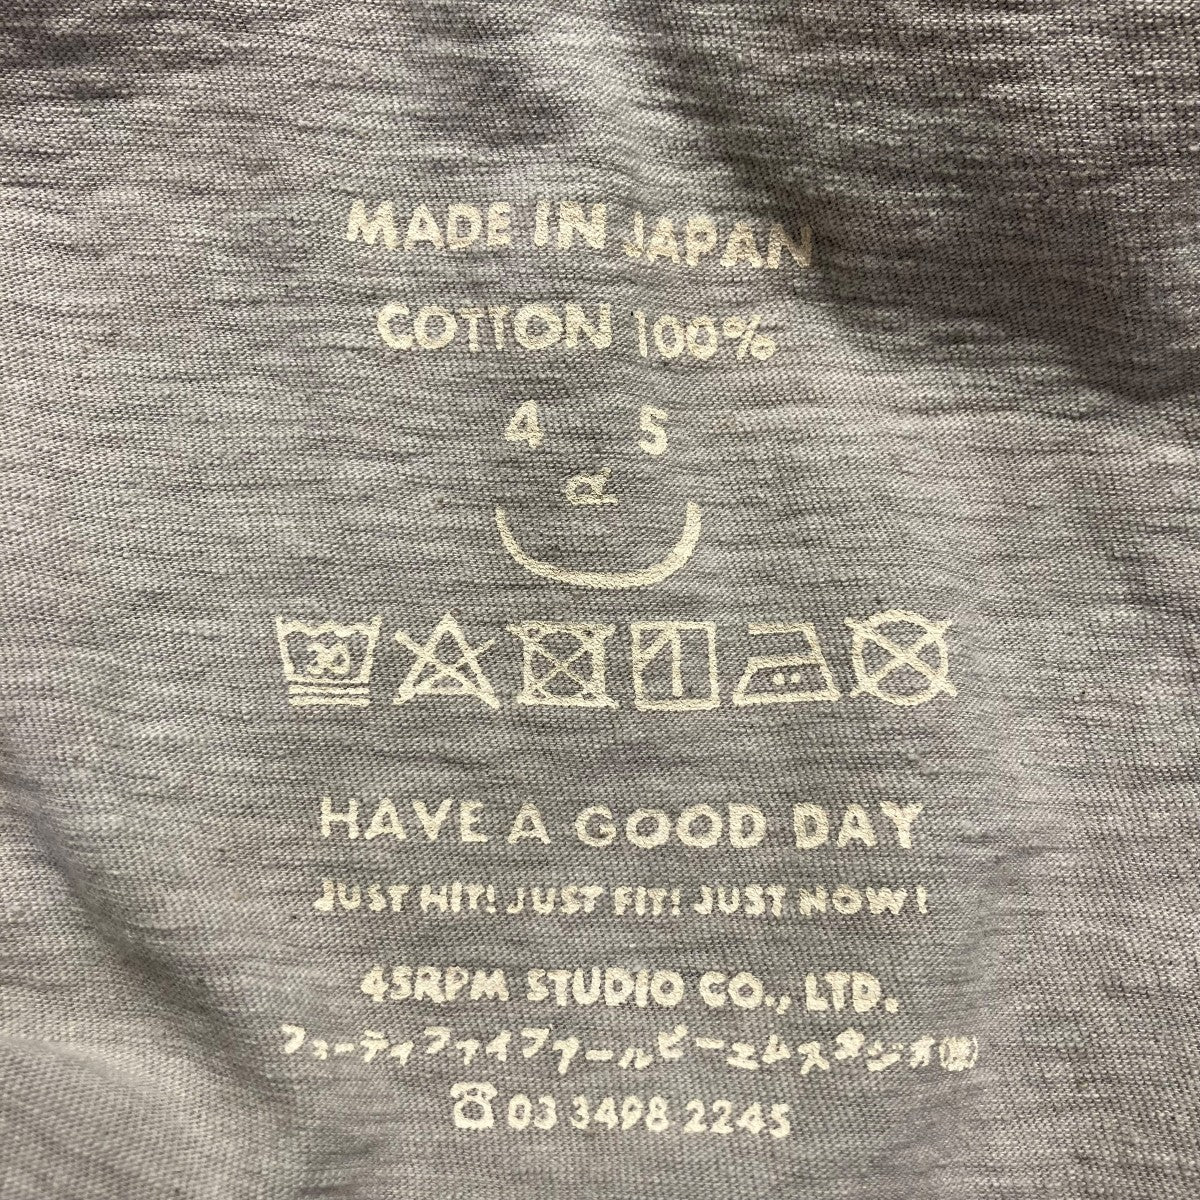 MADE IN JAPAN
COTTON 100%
4 5
d
30
HAVE A GOOD DAY
JUST HIT! JUST FIT! JUST NOW!
45RPM STUDIO CO., LTD.
フォーティファイブアールピーエムスタジオ(株)
☎ 03 3498 2245